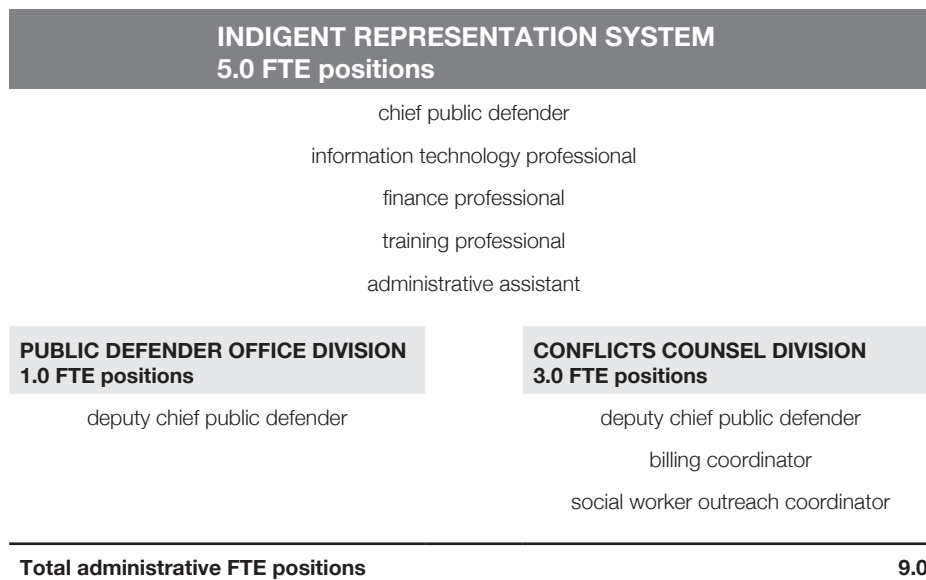 INDIGENT REPRESENTATION SYSTEM
5.0 FTE positions
chief public defender
information technology professional
finance professional
training professional
administrative assistant
PUBLIC DEFENDER OFFICE DIVISION
1.0 FTE positions
deputy chief public defender
CONFLICTS COUNSEL DIVISION
3.0 FTE positions
deputy chief public defender
billing coordinator
social worker outreach coordinator
Total administrative FTE positions 9.0